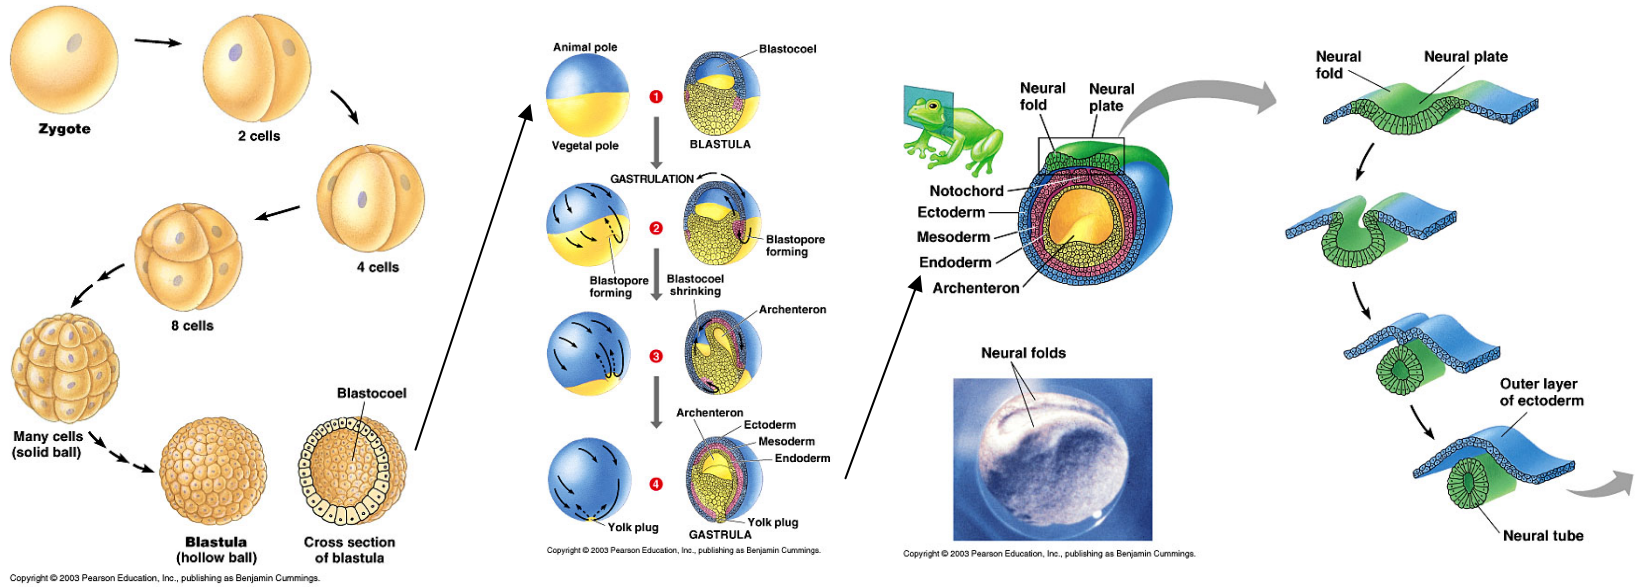 Zygote
2 cells
4 cells
8 cells
Many cells
(solid ball)
Blastula
(hollow ball)
Blastocoel
Cross section
of blastula
Copyright © 2003 Pearson Education, Inc., publishing as Benjamin Cummings.
Animal pole
Vegetal pole
1
Blastocoel
BLASTULA
GASTRULATION
2
Blastopore
forming
Blastopore
forming
Blastocoel
shrinking
3
Archenteron
Archenteron
Ectoderm
Mesoderm
Endoderm
4
Yolk plug
Yolk plug
GASTRULA
Copyright © 2003 Pearson Education, Inc., publishing as Benjamin Cummings.
Neural
fold
Neural
plate
Notochord
Ectoderm
Mesoderm
Endoderm
Archenteron
Neural folds
Copyright © 2003 Pearson Education, Inc., publishing as Benjamin Cummings.
Neural
fold
Neural plate
Outer layer
of ectoderm
Neural tube